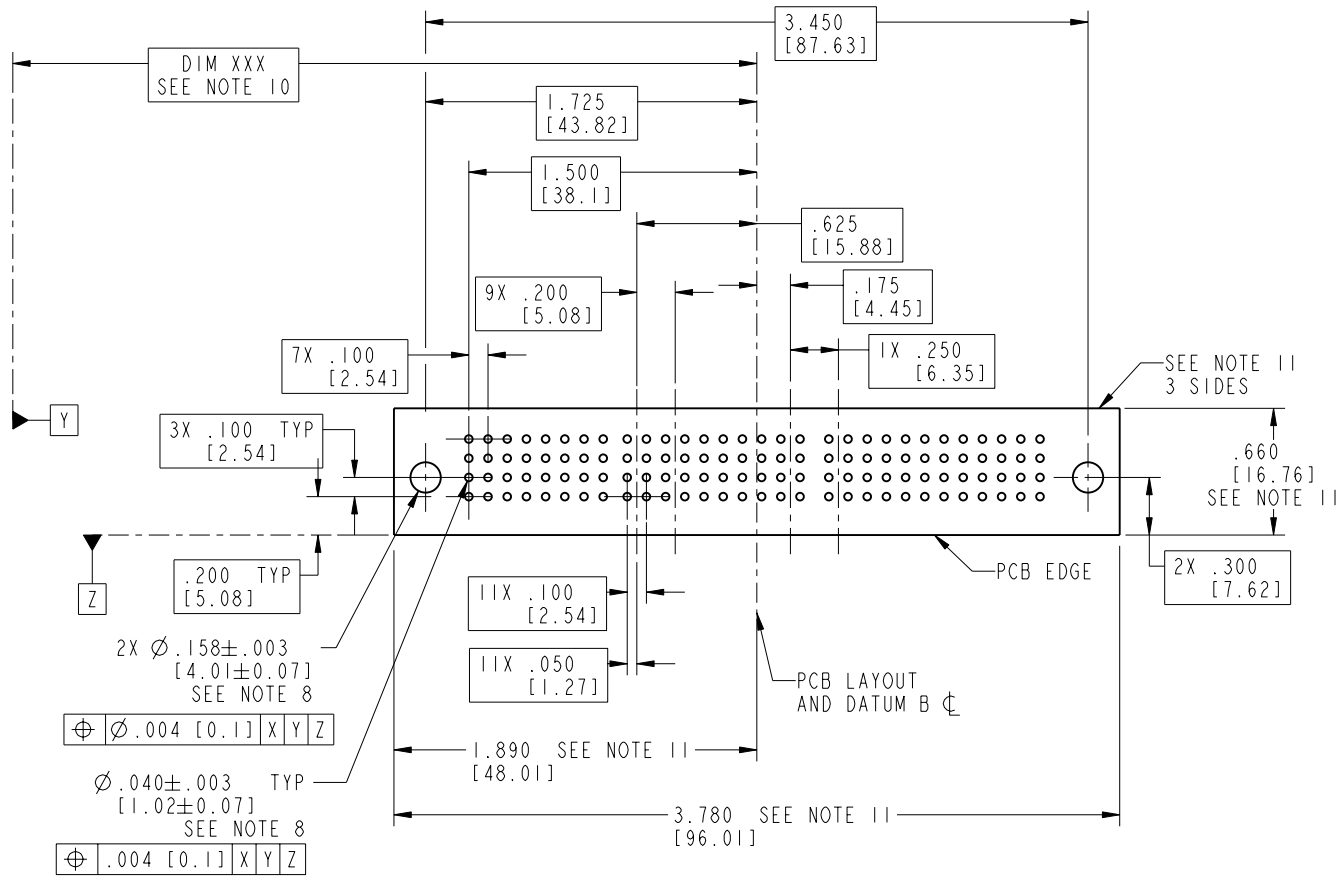 3.450
[87.63]
DIM XXX
SEE NOTE 10
1.725
[43.82]
1.500
[38.1]
.625
[15.88]
9X .200
[5.08]
.175
[4.45]
7X .100
[2.54]
1X .250
[6.35]
SEE NOTE 11
3 SIDES
Y
3X .100 TYP
[2.54]
.660
[16.76]
SEE NOTE 11
Z
.200 TYP
[5.08]
PCB EDGE
2X .300
[7.62]
11X .100
[2.54]
2X Ø.158±.003
[4.01±0.07]
SEE NOTE 8
⌖ Ø.004 [0.1] X Y Z
11X .050
[1.27]
PCB LAYOUT
AND DATUM B ℄
1.890 SEE NOTE 11
[48.01]
Ø.040±.003 TYP
[1.02±0.07]
SEE NOTE 8
⌖ .004 [0.1] X Y Z
3.780 SEE NOTE 11
[96.01]